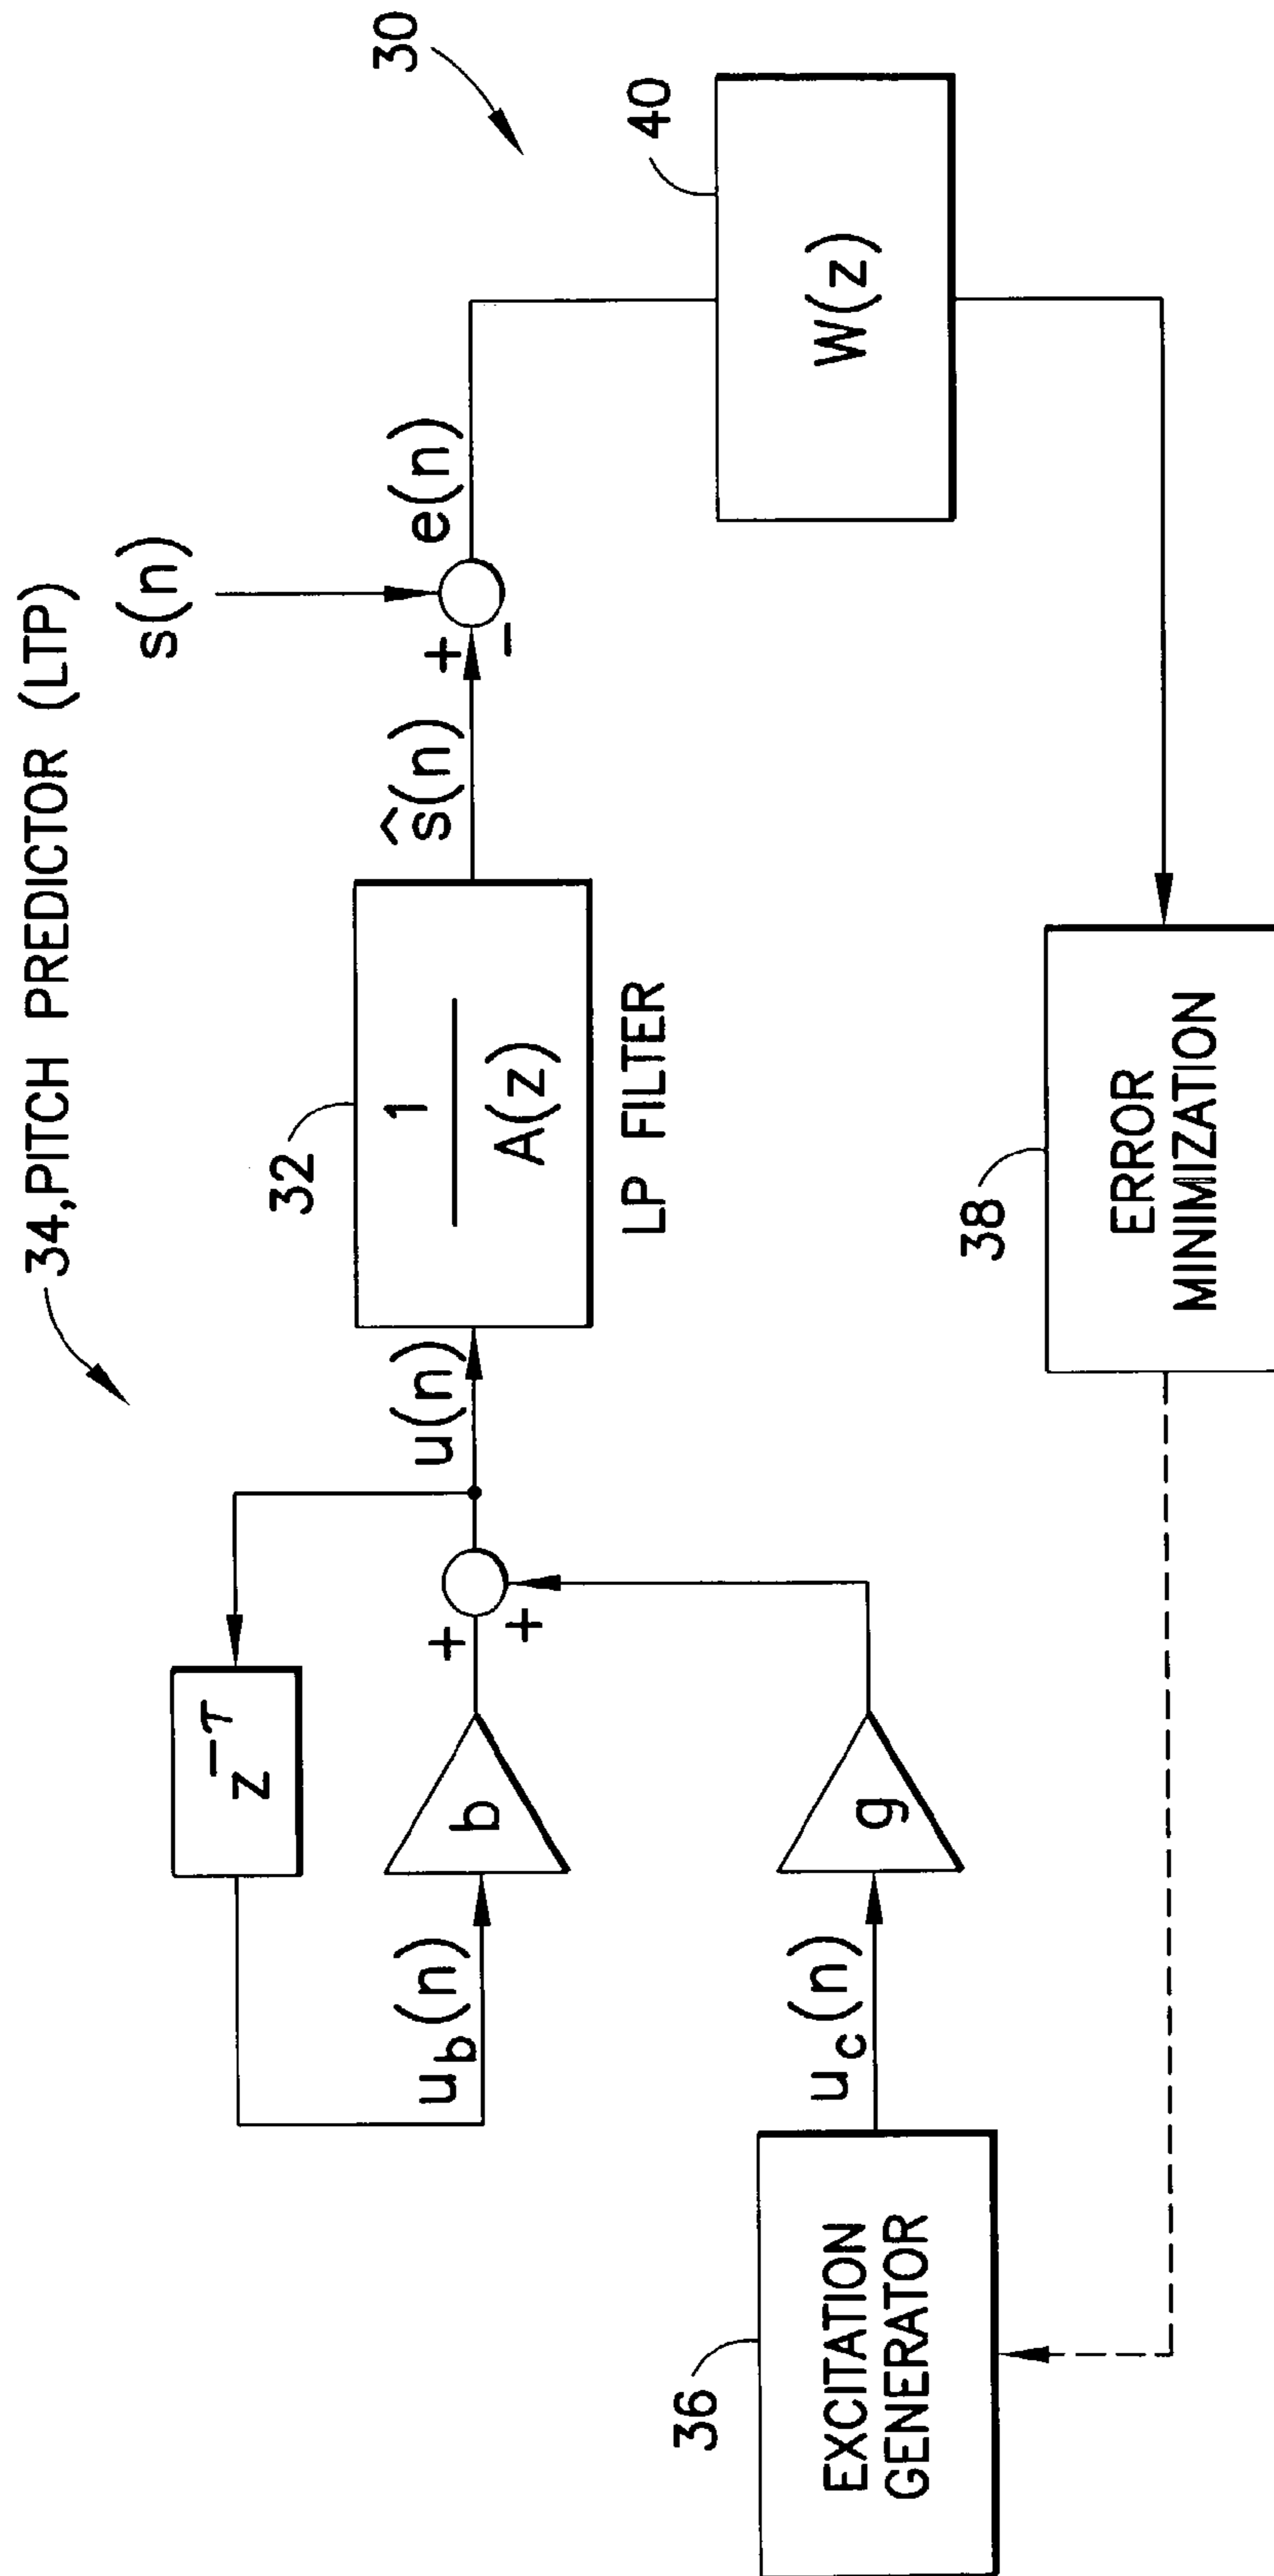 34,PITCH PREDICTOR (LTP)
s(n)
30
z^{-τ}
u_b(n)
b
+
+
u(n)
32
1
A(z)
LP FILTER
ŝ(n)
+
-
e(n)
40
W(z)
36
EXCITATION
GENERATOR
u_c(n)
g
38
ERROR
MINIMIZATION